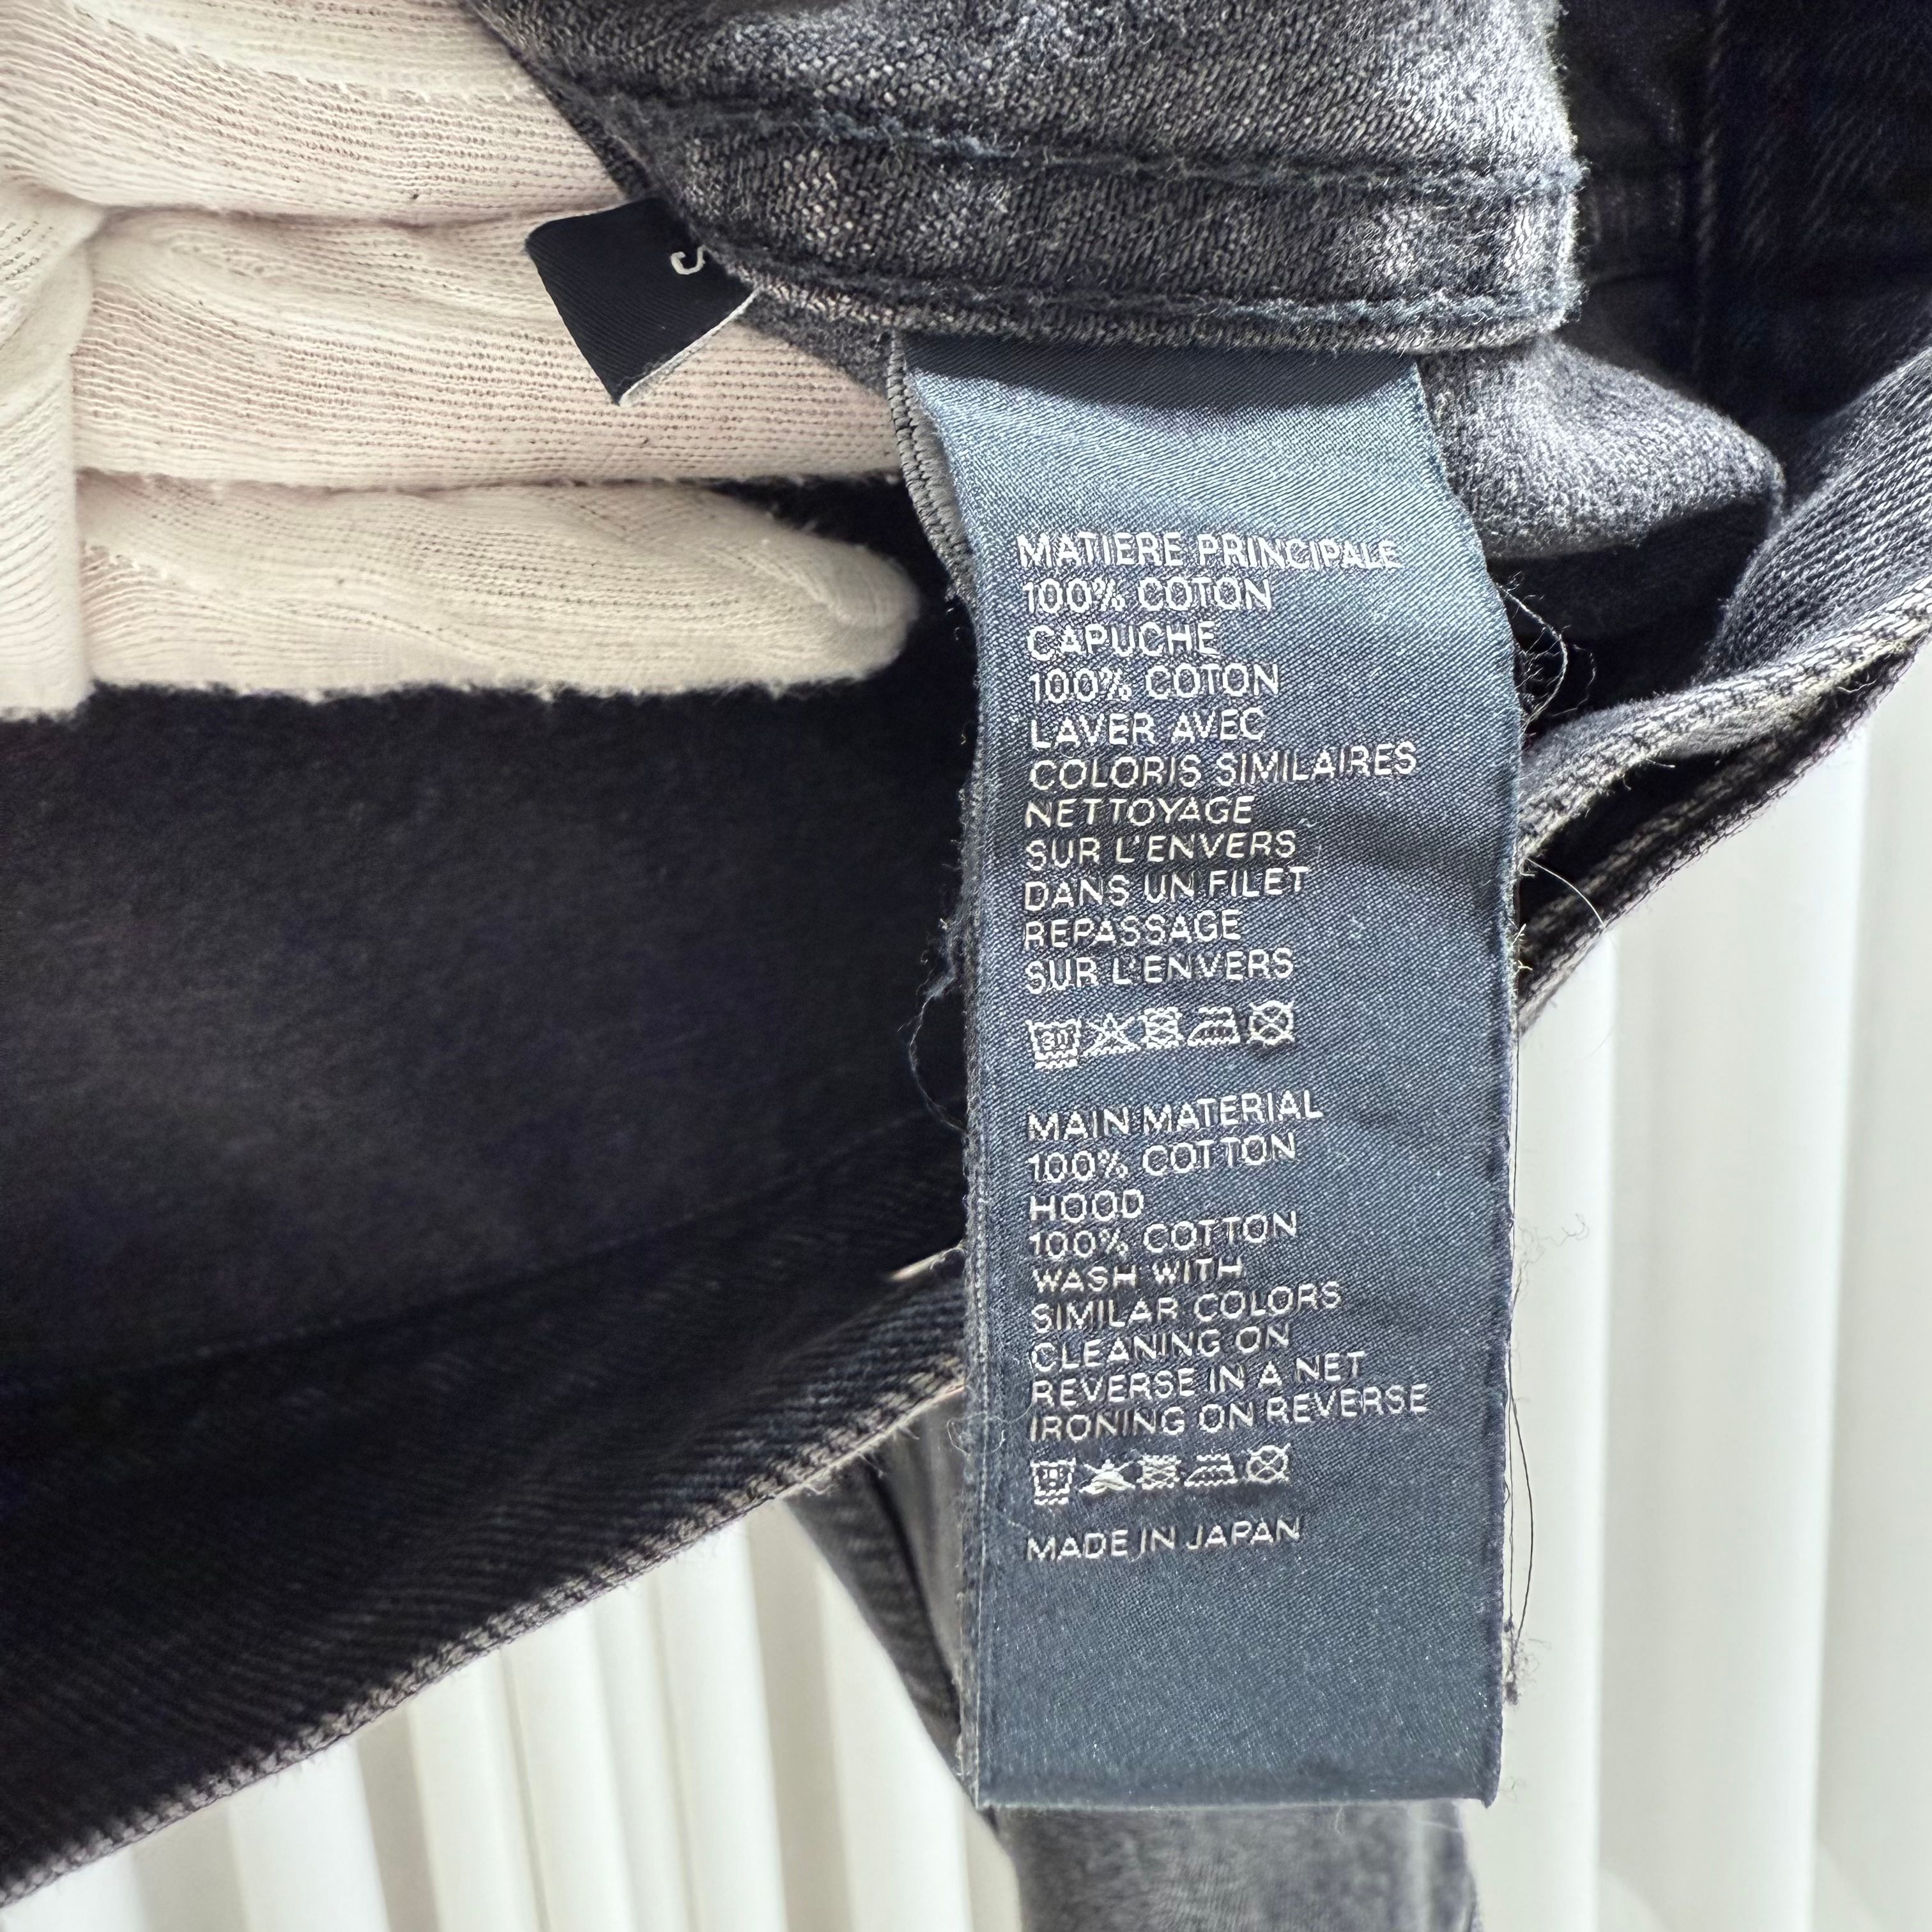 S
MATIERE PRINCIPALE
100% COTON
CAPUCHE
100% COTON
LAVER AVEC
COLORIS SIMILAIRES
NETTOYAGE
SUR L'ENVERS
DANS UN FILET
REPASSAGE
SUR L'ENVERS
30
MAIN MATERIAL
100% COTTON
HOOD
100% COTTON
WASH WITH
SIMILAR COLORS
CLEANING ON
REVERSE IN A NET
IRONING ON REVERSE
MADE IN JAPAN